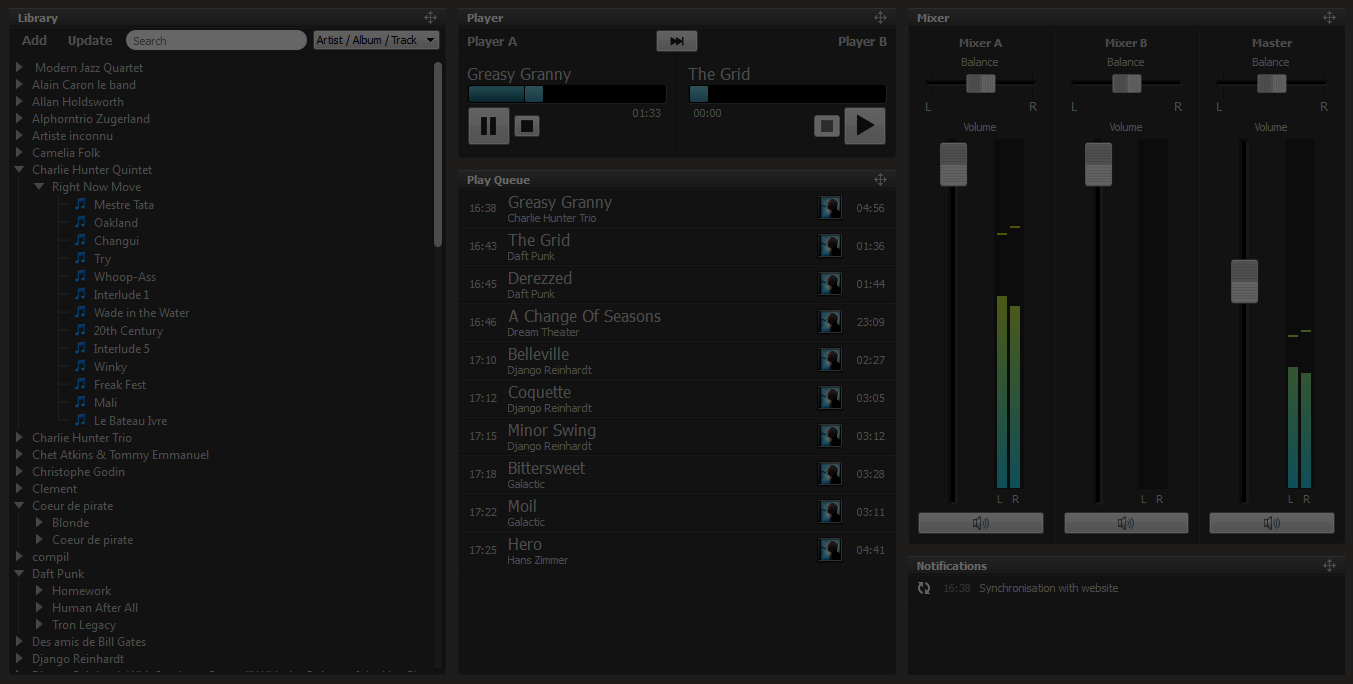 Library
Add Update Search Artist / Album / Track
Modern Jazz Quartet
Alain Caron le band
Allan Holdsworth
Alphorntrio Zugerland
Artiste inconnu
Camelia Folk
Charlie Hunter Quintet
Right Now Move
Mestre Tata
Oakland
Changui
Try
Whoop-Ass
Interlude 1
Wade in the Water
20th Century
Interlude 5
Winky
Freak Fest
Mali
Le Bateau Ivre
Charlie Hunter Trio
Chet Atkins & Tommy Emmanuel
Christophe Godin
Clement
Coeur de pirate
Blonde
Coeur de pirate
compil
Daft Punk
Homework
Human After All
Tron Legacy
Des amis de Bill Gates
Django Reinhardt
Player
Player A Player B
Greasy Granny The Grid
01:33 00:00
Play Queue
16:38 Greasy Granny 04:56
Charlie Hunter Trio
16:43 The Grid 01:36
Daft Punk
16:45 Derezzed 01:44
Daft Punk
16:46 A Change Of Seasons 23:09
Dream Theater
17:10 Belleville 02:27
Django Reinhardt
17:12 Coquette 03:05
Django Reinhardt
17:15 Minor Swing 03:12
Django Reinhardt
17:18 Bittersweet 03:28
Galactic
17:22 Moil 03:11
Galactic
17:25 Hero 04:41
Hans Zimmer
Mixer
Mixer A Mixer B Master
Balance Balance Balance
L R L R L R
Volume Volume Volume
L R L R L R
Notifications
16:38 Synchronisation with website